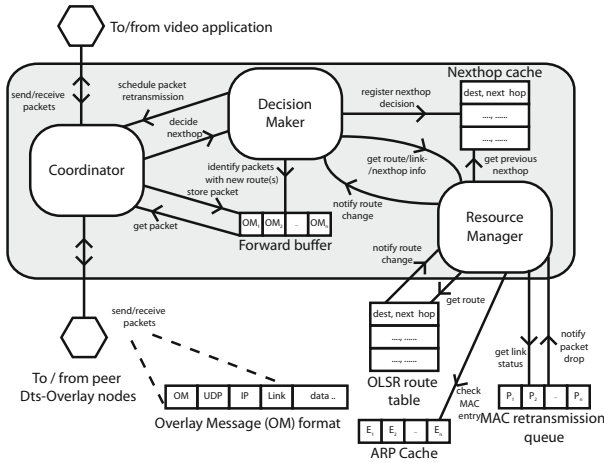 To/from video application
send/receive
packets
schedule packet
retransmission
decide
nexthop
Decision
Maker
register nexthop
decision
Nexthop cache
dest, next hop
...., ......
...., ......
Coordinator
identify packets
with new route(s)
store packet
get packet
OM1 OM2 .. OMn
Forward buffer
get route/link-
/nexthop info
notify route
change
get previous
nexthop
Resource
Manager
notify route
change
get route
dest, next hop
...., ......
...., ......
OLSR route
table
send/receive
packets
To / from peer
Dts-Overlay nodes
OM UDP IP Link data ..
Overlay Message (OM) format
check
MAC
entry
E1 E2 .. En
ARP Cache
get link
status
notify
packet
drop
P1 P2 .. Pn
MAC retransmission
queue